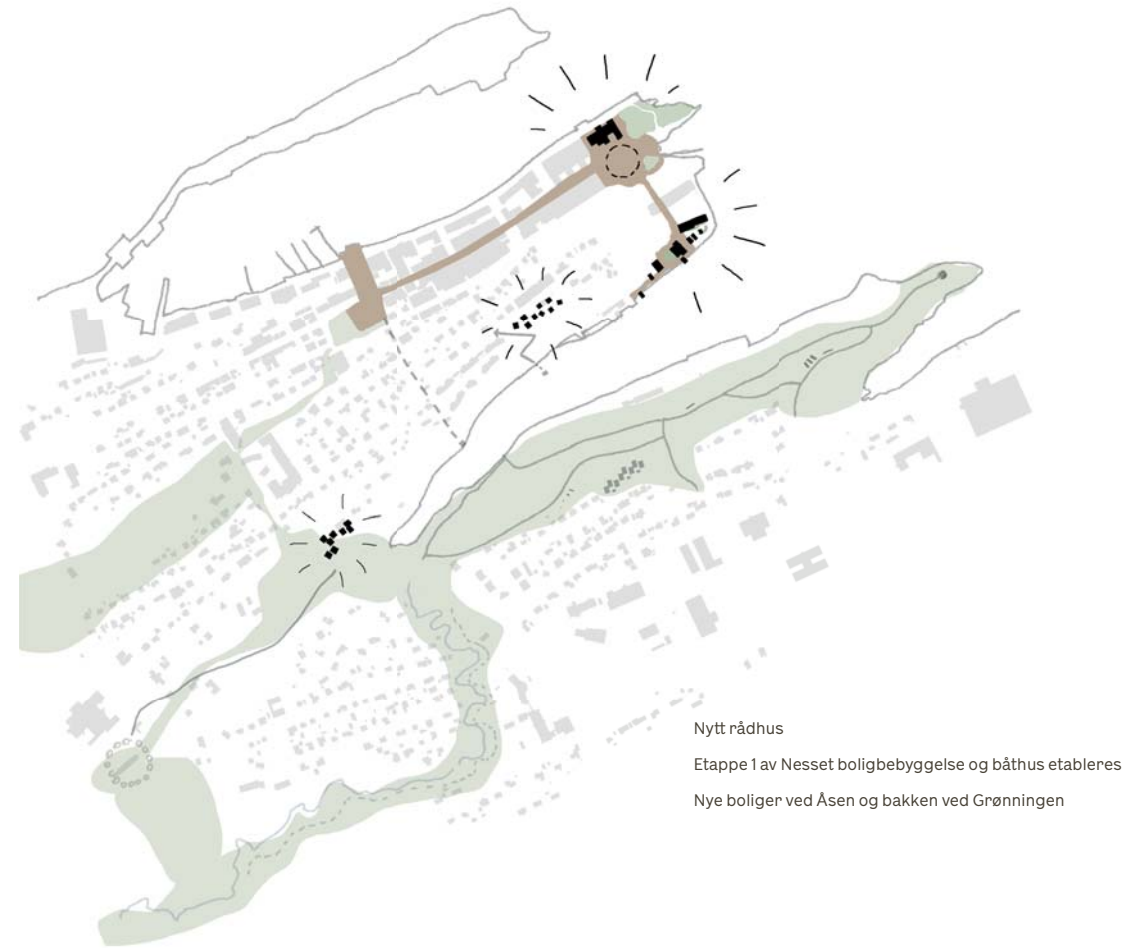 Nytt rådhus
Etappe 1 av Nesset boligbebyggelse og båthus etableres
Nye boliger ved Åsen og bakken ved Grønningen